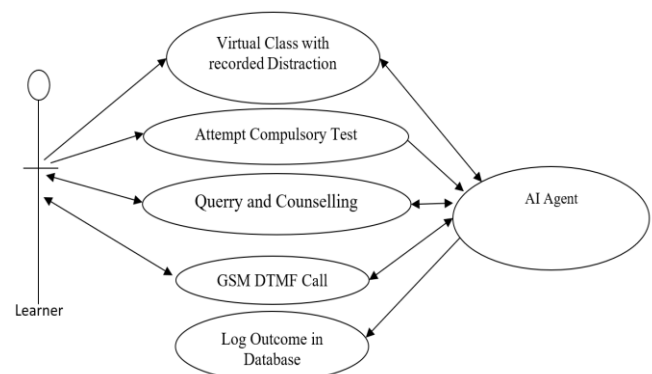 Virtual Class with
recorded Distraction
Attempt Compulsory Test
Querry and Counselling
AI Agent
GSM DTMF Call
Learner
Log Outcome in
Database